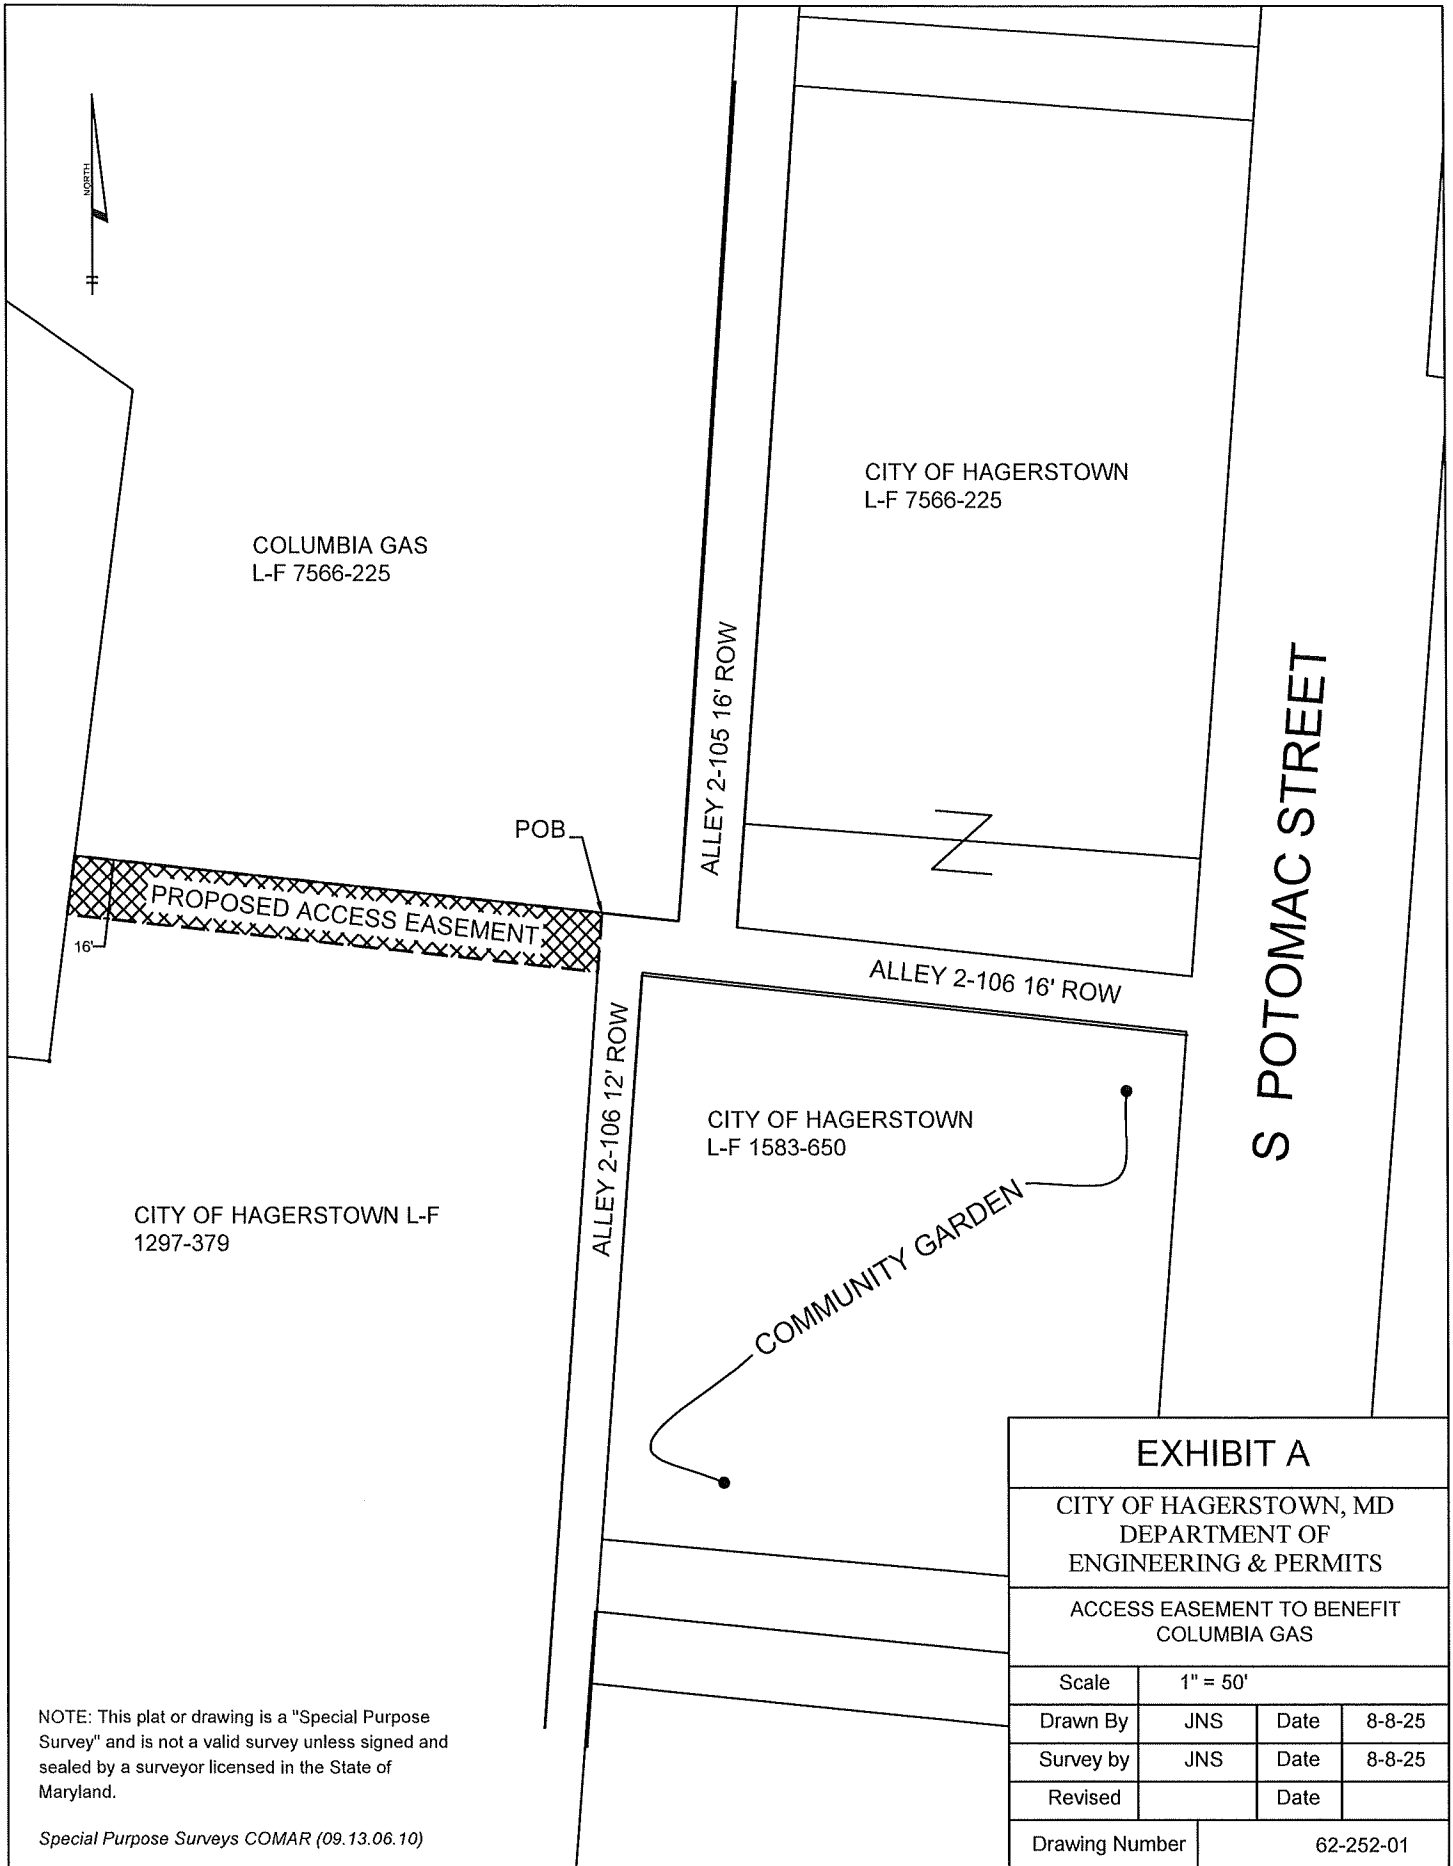 NORTH
CITY OF HAGERSTOWN
L-F 7566-225
COLUMBIA GAS
L-F 7566-225
ALLEY 2-105 16' ROW
S POTOMAC STREET
POB
PROPOSED ACCESS EASEMENT
16'
ALLEY 2-106 16' ROW
ALLEY 2-106 12' ROW
CITY OF HAGERSTOWN
L-F 1583-650
COMMUNITY GARDEN
CITY OF HAGERSTOWN L-F
1297-379
EXHIBIT A
CITY OF HAGERSTOWN, MD
DEPARTMENT OF
ENGINEERING & PERMITS
ACCESS EASEMENT TO BENEFIT
COLUMBIA GAS
Scale 1" = 50'
Drawn By JNS Date 8-8-25
Survey by JNS Date 8-8-25
Revised Date
Drawing Number 62-252-01
NOTE: This plat or drawing is a "Special Purpose
Survey" and is not a valid survey unless signed and
sealed by a surveyor licensed in the State of
Maryland.
Special Purpose Surveys COMAR (09.13.06.10)